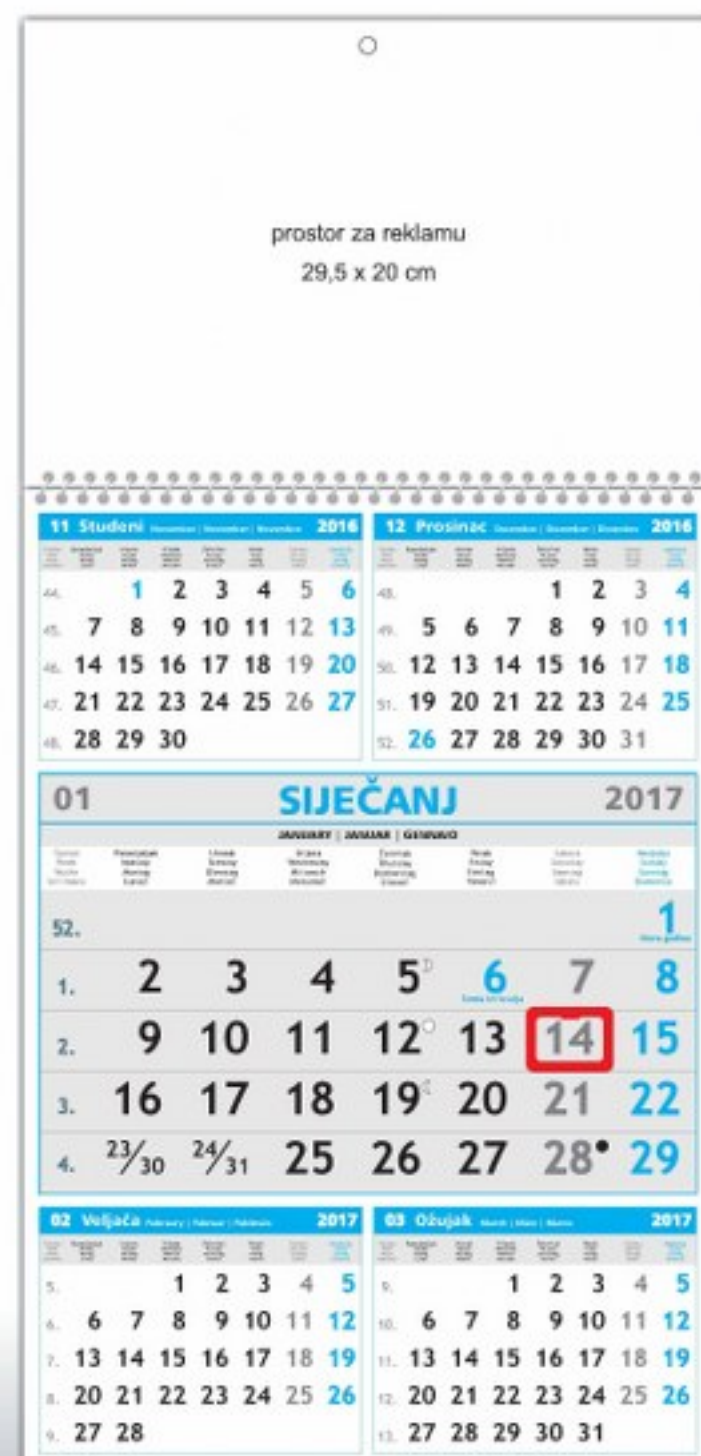 prostor za reklamu
29,5 x 20 cm
11 Studeni 2016
44. 1 2 3 4 5 6
45. 7 8 9 10 11 12 13
46. 14 15 16 17 18 19 20
47. 21 22 23 24 25 26 27
48. 28 29 30
12 Prosinac 2016
48. 1 2 3 4
49. 5 6 7 8 9 10 11
50. 12 13 14 15 16 17 18
51. 19 20 21 22 23 24 25
52. 26 27 28 29 30 31
01 SIJEČANJ 2017
JANUARY | JANUAR | GENNAIO
52. 1
1. 2 3 4 5 6 7 8
2. 9 10 11 12 13 14 15
3. 16 17 18 19 20 21 22
4. 23/30 24/31 25 26 27 28 29
02 Veljača 2017
5. 1 2 3 4 5
6. 6 7 8 9 10 11 12
7. 13 14 15 16 17 18 19
8. 20 21 22 23 24 25 26
9. 27 28
03 Ožujak 2017
9. 1 2 3 4 5
10. 6 7 8 9 10 11 12
11. 13 14 15 16 17 18 19
12. 20 21 22 23 24 25 26
13. 27 28 29 30 31